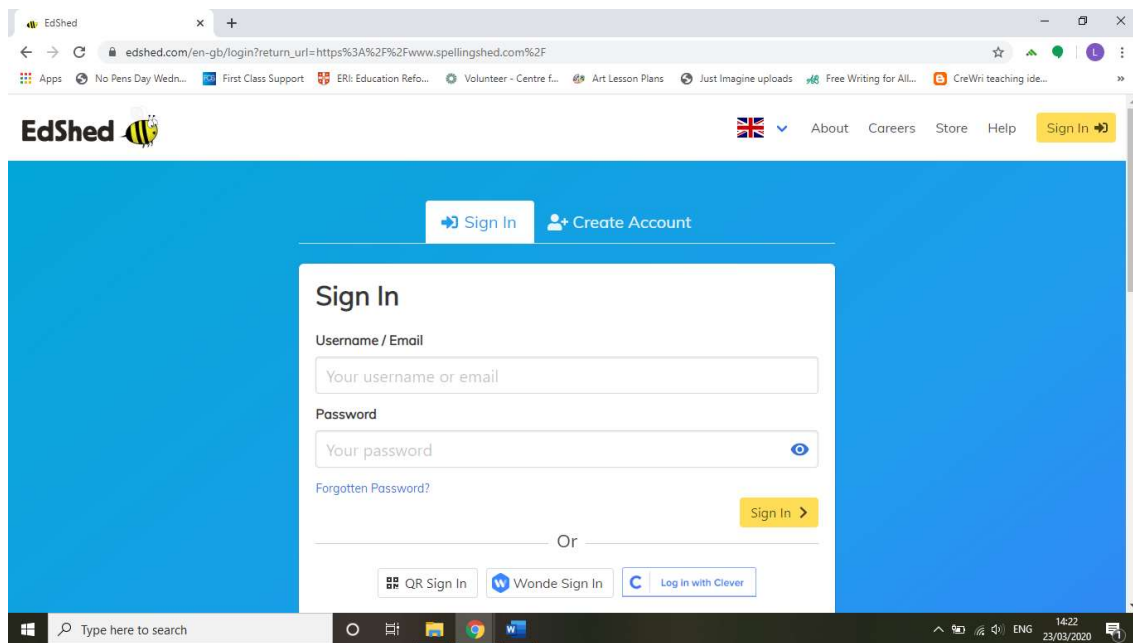 EdShed
edshed.com/en-gb/login?return_url=https%3A%2F%2Fwww.spellingshed.com%2F
L
Apps No Pens Day Wedn... First Class Support ERI: Education Refo... Volunteer - Centre f... Art Lesson Plans Just Imagine uploads Free Writing for All... CreWri teaching ide... »
EdShed About Careers Store Help Sign In
Sign In Create Account
Sign In
Username / Email
Your username or email
Password
Your password
Forgotten Password?
Sign In
Or
QR Sign In W Wonde Sign In C Log in with Clever
Type here to search ENG 14:22
23/03/2020